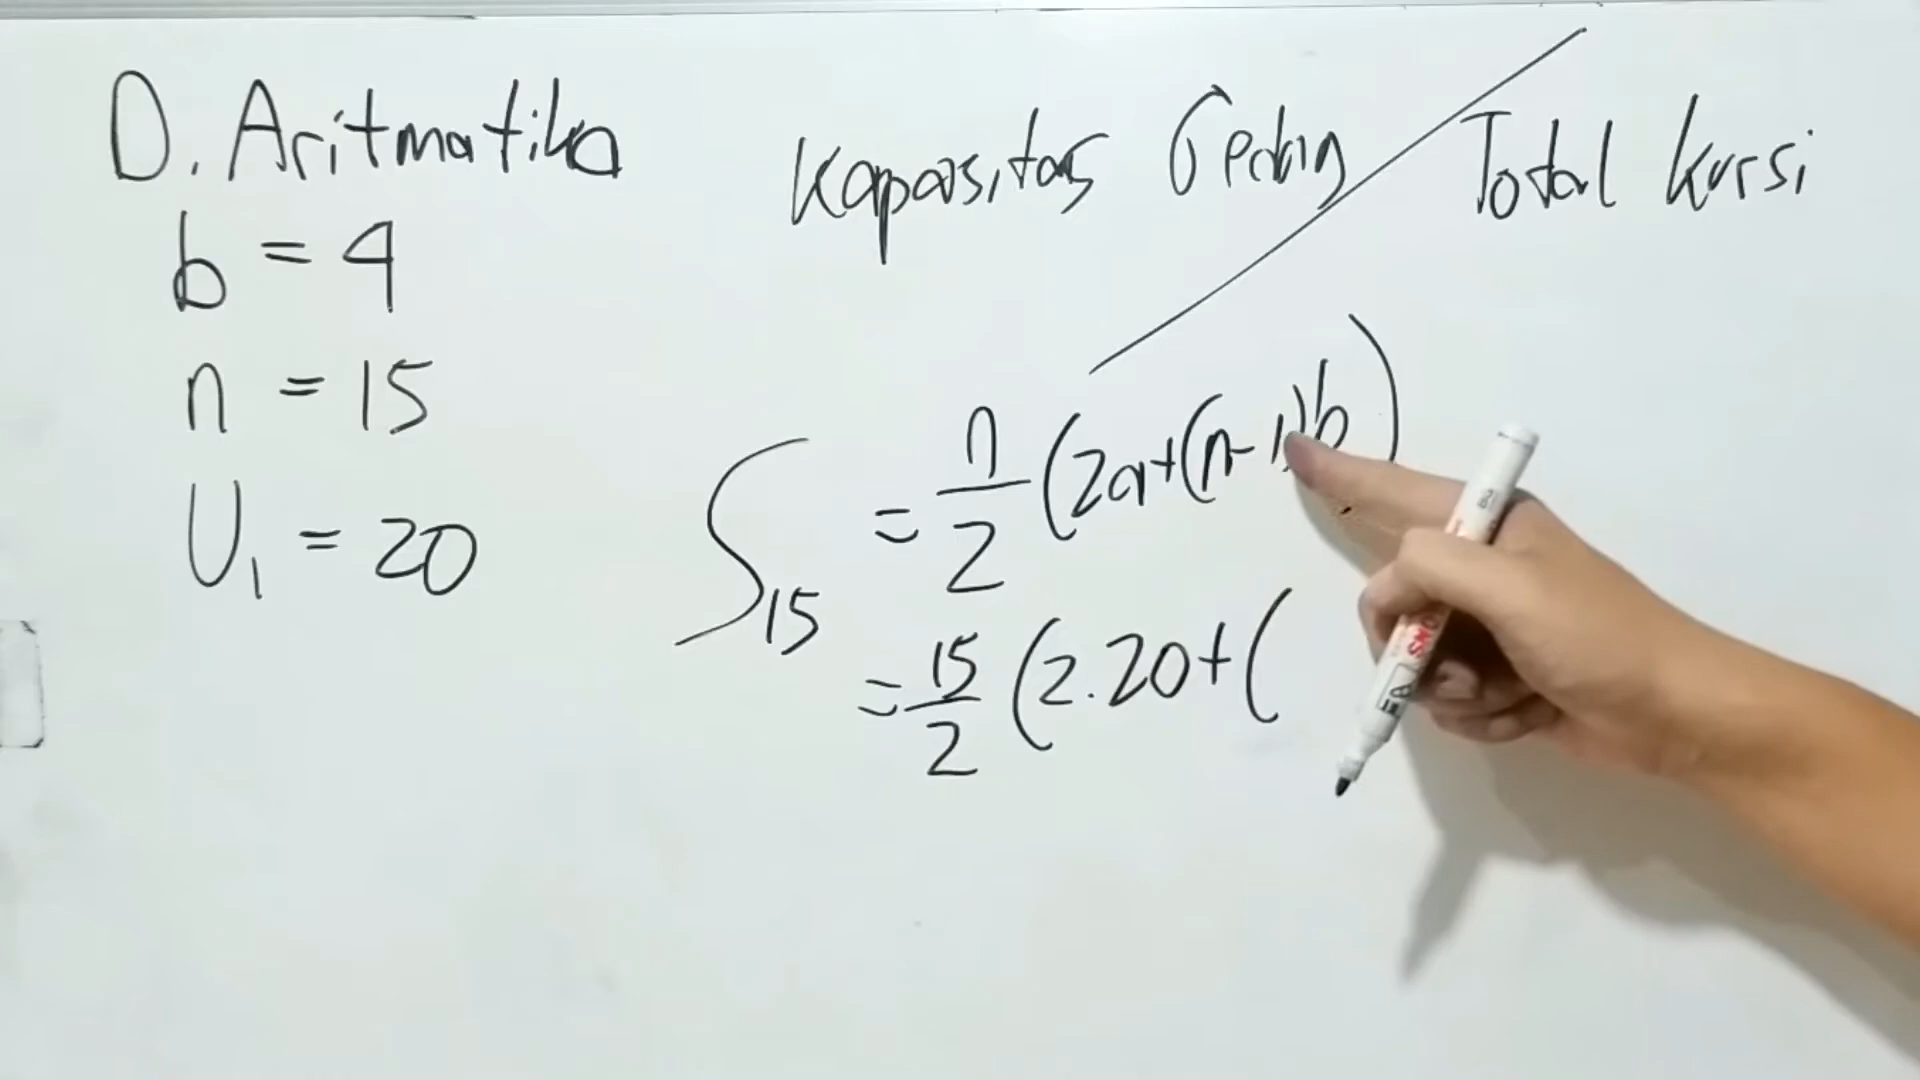 D. Aritmatika
b = 4
n = 15
U₁ = 20
Kapasitas Gedung / Total kursi
S₁₅ = n/2 (2a+(n-1)b)
= 15/2 (2.20+(